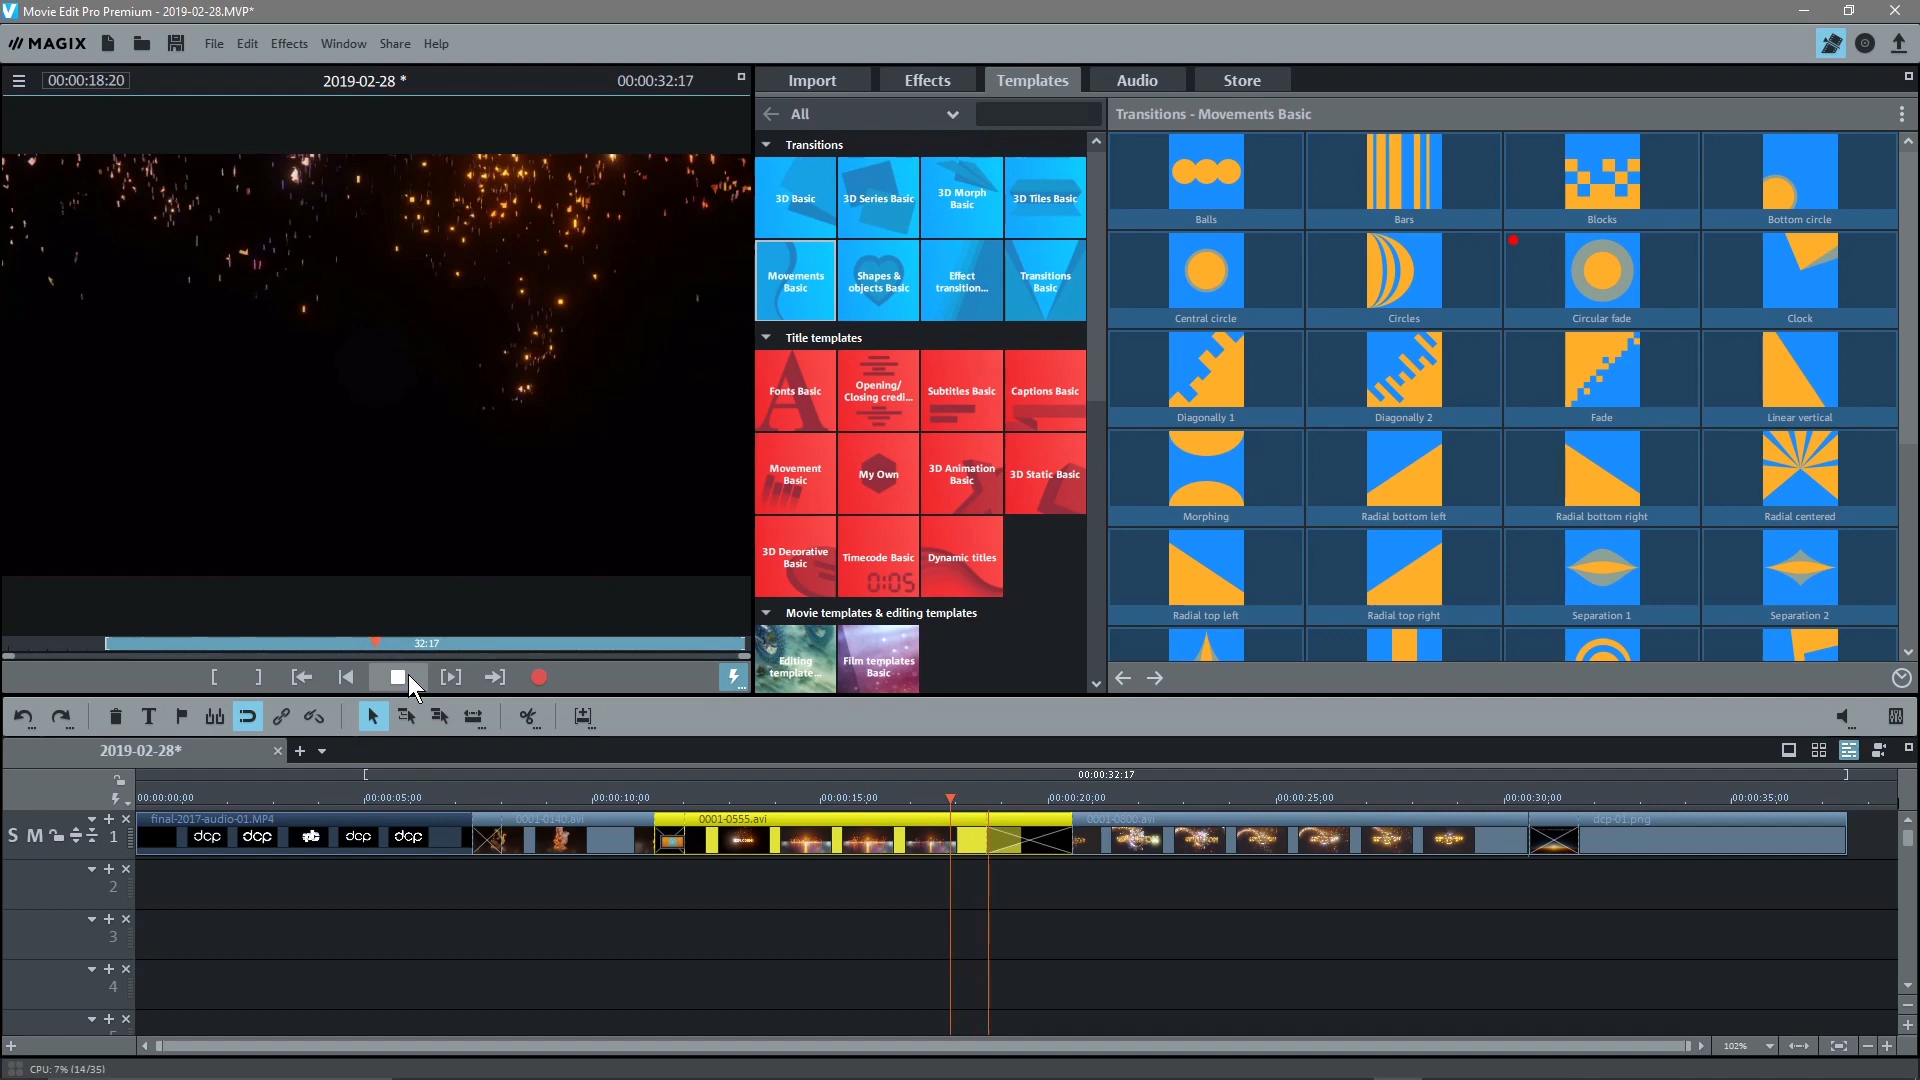 Movie Edit Pro Premium - 2019-02-28.MVP*
MAGIX File Edit Effects Window Share Help
00:00:18:20 2019-02-28 * 00:00:32:17
Import Effects Templates Audio Store
All
Transitions - Movements Basic
Transitions
3D Basic
3D Series Basic
3D Morph
Basic
3D Tiles Basic
Movements
Basic
Shapes &
objects Basic
Effect
transition...
Transitions
Basic
Title templates
Fonts Basic
Opening/
Closing credi...
Subtitles Basic
Captions Basic
Movement
Basic
My Own
3D Animation
Basic
3D Static Basic
3D Decorative
Basic
Timecode Basic
0:05
Dynamic titles
Movie templates & editing templates
Editing
template...
Film templates
Basic
Balls Bars Blocks Bottom circle
Central circle Circles Circular fade Clock
Diagonally 1 Diagonally 2 Fade Linear vertical
Morphing Radial bottom left Radial bottom right Radial centered
Radial top left Radial top right Separation 1 Separation 2
32:17
2019-02-28*
00:00:32:17
00:00:00;00 00:00:05;00 00:00:10;00 00:00:15;00 00:00:20;00 00:00:25;00 00:00:30;00 00:00:35;00
final-2017-audio-01.MP4 0001-0140.avi 0001-0555.avi 0001-0800.avi dcp-01.png
S M 1 dcp dcp dcp dcp
2
3
4
102%
CPU: 7% (14/35)